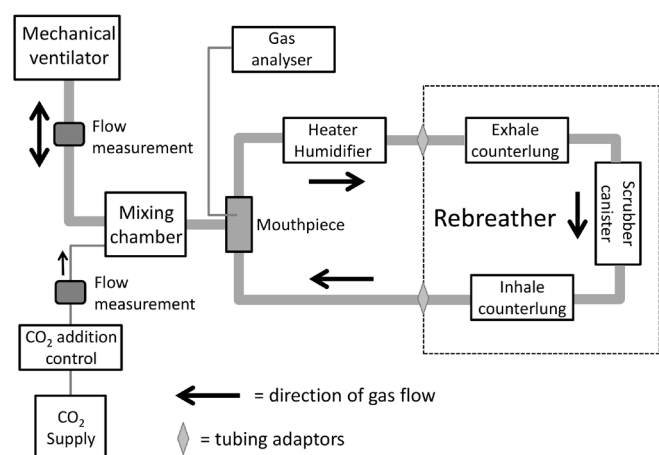 Mechanical
ventilator
Gas
analyser
Flow
measurement
Heater
Humidifier
Exhale
counterlung
Mixing
chamber
Mouthpiece
Rebreather
Scrubber
canister
Flow
measurement
Inhale
counterlung
CO₂ addition
control
= direction of gas flow
CO₂
Supply
= tubing adaptors